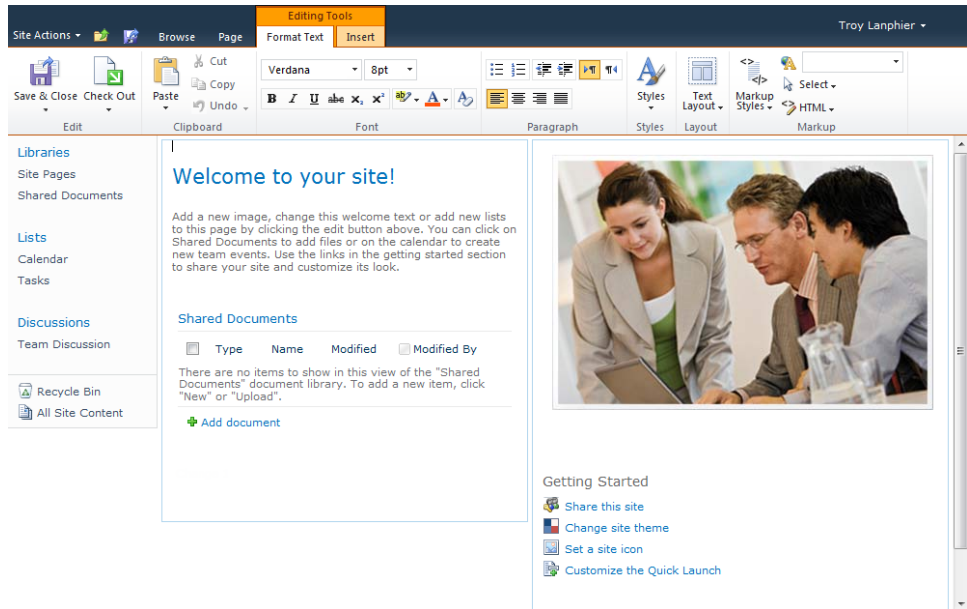 Editing Tools
Troy Lanphier
Site Actions Browse Page Format Text Insert
Cut
Copy
Undo
Verdana 8pt
B I U abe X₂ X² ab A A
Save & Close Check Out Paste Styles Text Layout Markup Styles Select HTML
Edit Clipboard Font Paragraph Styles Layout Markup
Libraries
Site Pages
Shared Documents
Lists
Calendar
Tasks
Discussions
Team Discussion
Recycle Bin
All Site Content
Welcome to your site!
Add a new image, change this welcome text or add new lists
to this page by clicking the edit button above. You can click on
Shared Documents to add files or on the calendar to create
new team events. Use the links in the getting started section
to share your site and customize its look.
Shared Documents
Type Name Modified Modified By
There are no items to show in this view of the "Shared
Documents" document library. To add a new item, click
"New" or "Upload".
Add document
Getting Started
Share this site
Change site theme
Set a site icon
Customize the Quick Launch